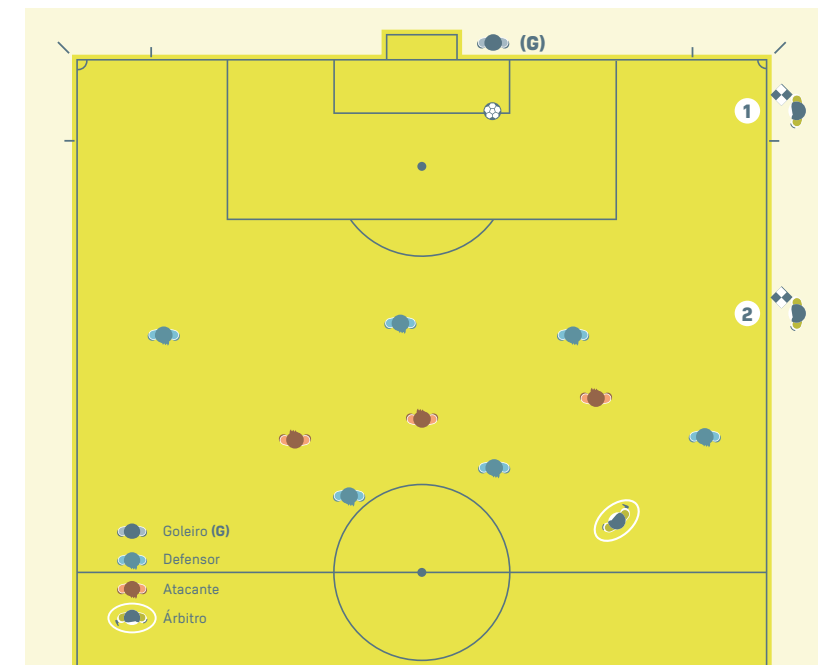 (G)
1
2
Goleiro (G)
Defensor
Atacante
Árbitro